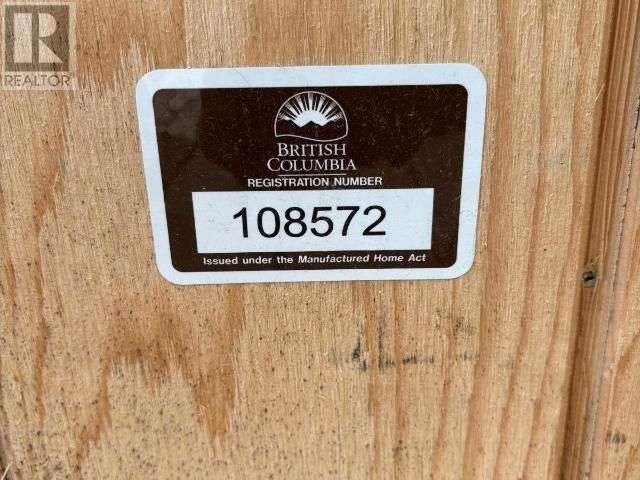 R
REALTOR
BRITISH
COLUMBIA
REGISTRATION NUMBER
108572
Issued under the Manufactured Home Act